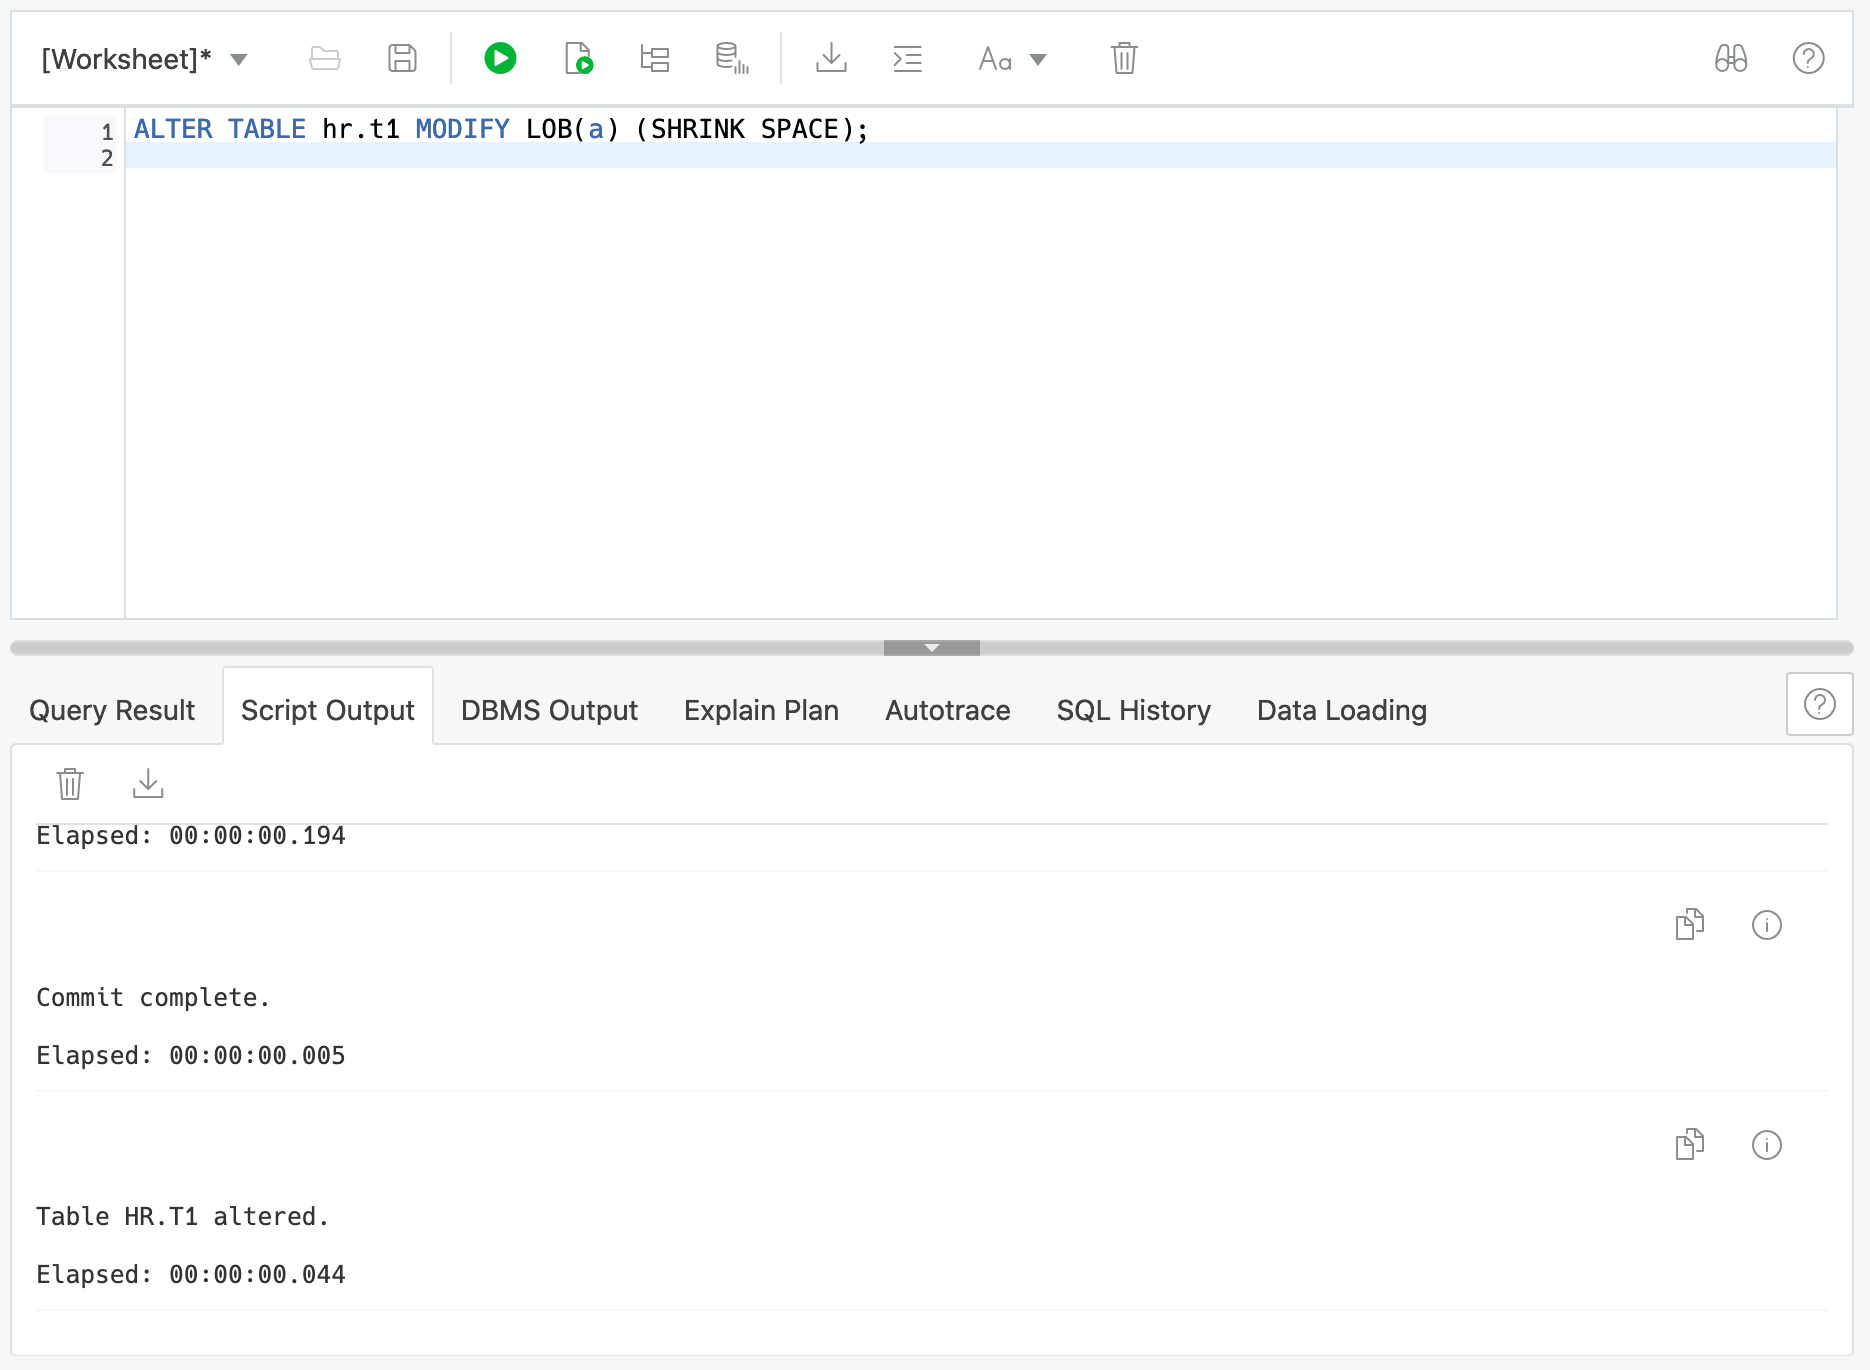 [Worksheet]*
Aa
1 ALTER TABLE hr.t1 MODIFY LOB(a) (SHRINK SPACE);
2
Query Result Script Output DBMS Output Explain Plan Autotrace SQL History Data Loading
Elapsed: 00:00:00.194
Commit complete.
Elapsed: 00:00:00.005
Table HR.T1 altered.
Elapsed: 00:00:00.044